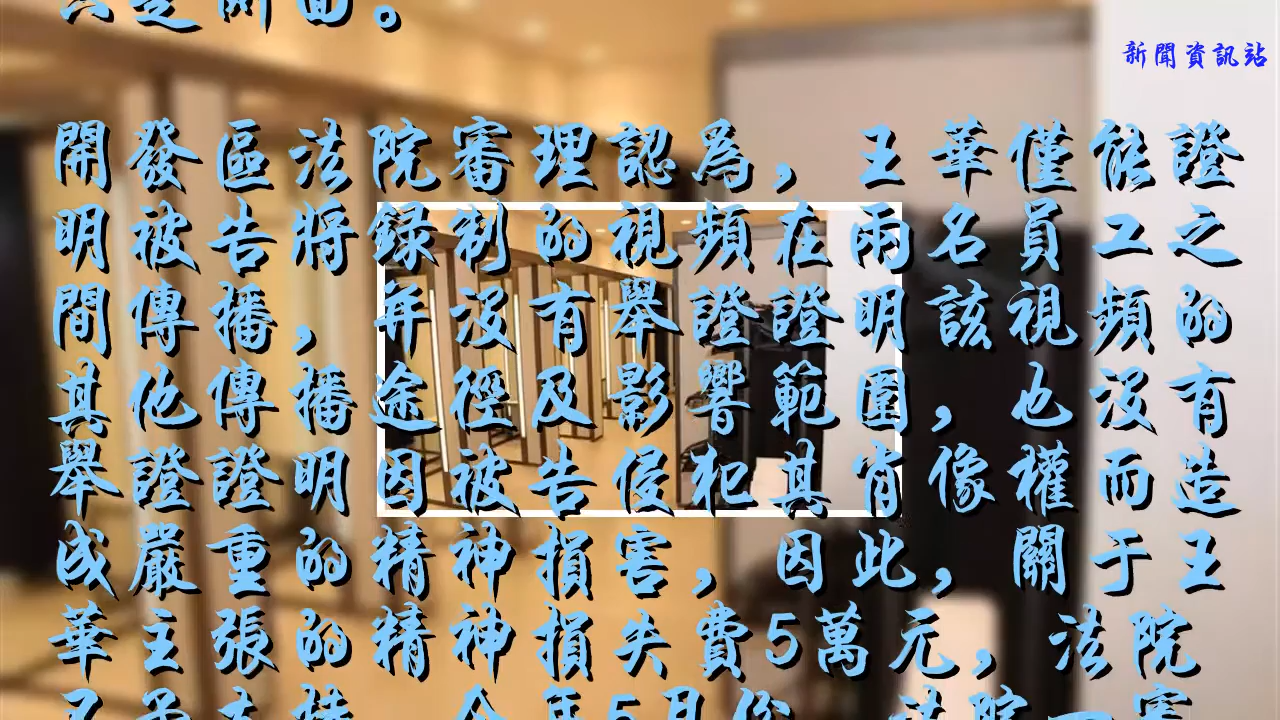 新聞資訊站
開發區法院審理認爲，王華僅能證
明被告將録制的視頻在兩名員工之
間傳播，并没有舉證證明該視頻的
其他傳播途徑及影響範圍，也没有
舉證證明因被告侵犯其肖像權而造
成嚴重的精神損害，因此，關于王
華主張的精神損失費5萬元，法院